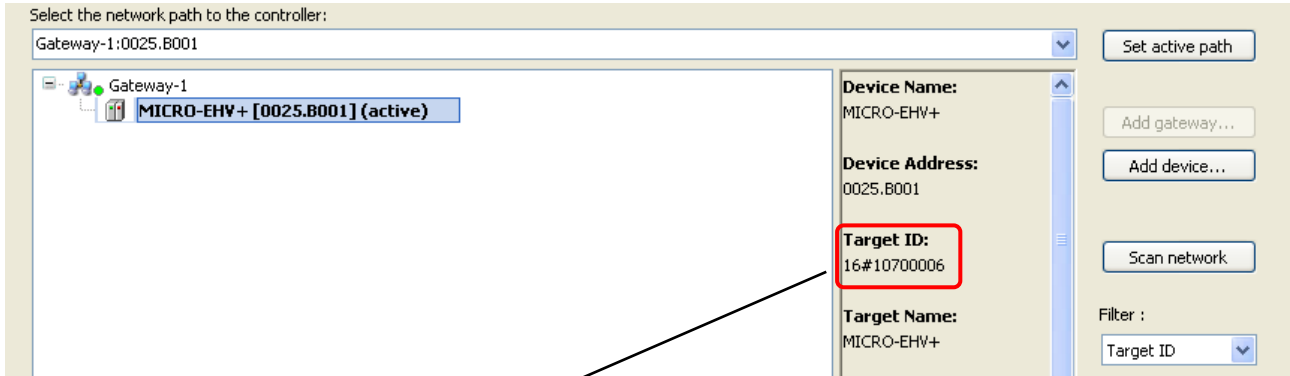 Select the network path to the controller:
Gateway-1:0025.B001
Set active path
Gateway-1
MICRO-EHV+ [0025.B001] (active)
Device Name:
MICRO-EHV+
Device Address:
0025.B001
Target ID:
16#10700006
Target Name:
MICRO-EHV+
Add gateway...
Add device...
Scan network
Filter :
Target ID